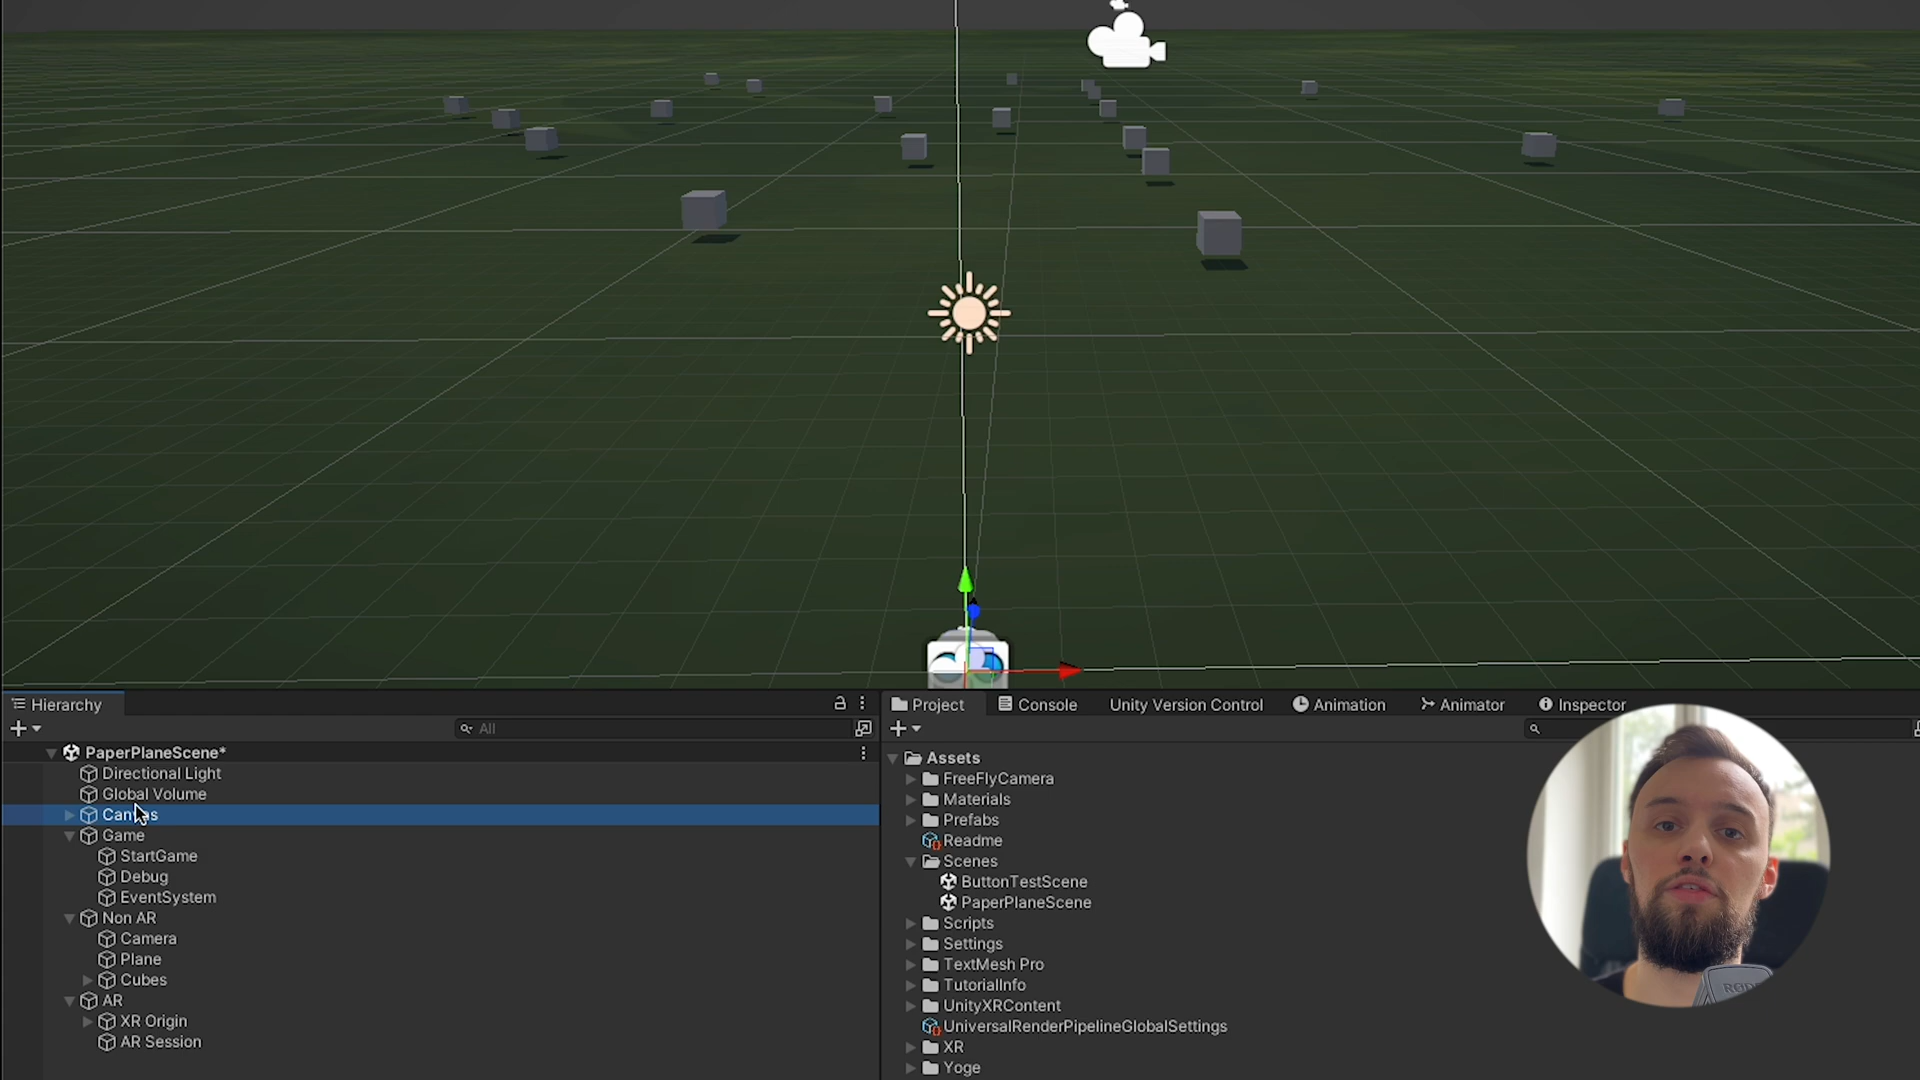 Hierarchy
All
PaperPlaneScene*
Directional Light
Global Volume
Canvas
Game
StartGame
Debug
EventSystem
Non AR
Camera
Plane
Cubes
AR
XR Origin
AR Session
Project
Console
Unity Version Control
Animation
Animator
Inspector
Assets
FreeFlyCamera
Materials
Prefabs
Readme
Scenes
ButtonTestScene
PaperPlaneScene
Scripts
Settings
TextMesh Pro
TutorialInfo
UnityXRContent
UniversalRenderPipelineGlobalSettings
XR
Yoge